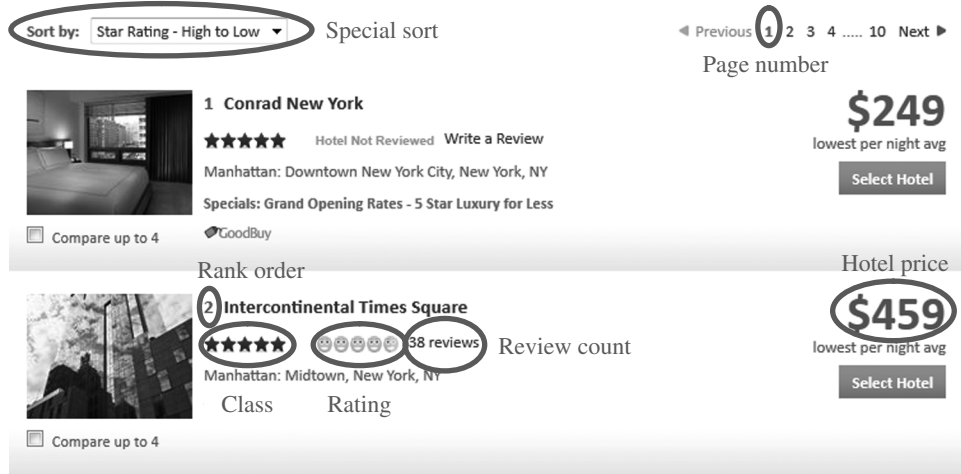 Sort by: Star Rating - High to Low Special sort
Previous 1 2 3 4 ..... 10 Next
Page number
1 Conrad New York
$249
Hotel Not Reviewed Write a Review
lowest per night avg
Manhattan: Downtown New York City, New York, NY
Select Hotel
Specials: Grand Opening Rates - 5 Star Luxury for Less
Compare up to 4
GoodBuy
Rank order
Hotel price
2 Intercontinental Times Square
$459
38 reviews
Review count
lowest per night avg
Manhattan: Midtown, New York, NY
Select Hotel
Class
Rating
Compare up to 4